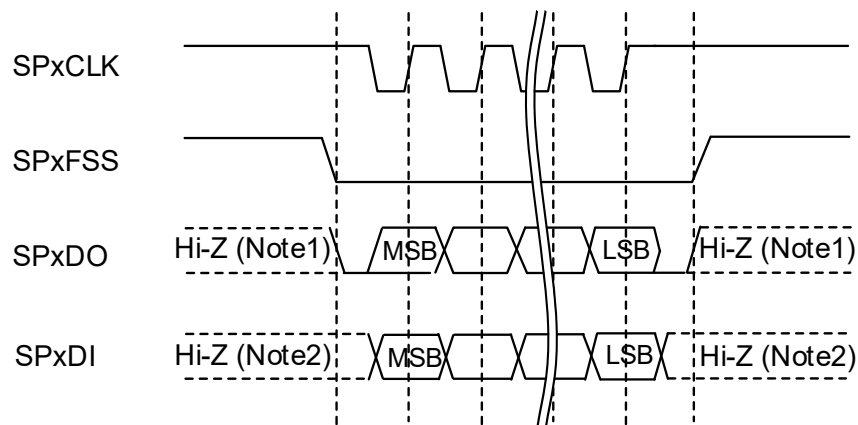 SPxCLK
SPxFSS
SPxDO Hi-Z (Note1) MSB LSB Hi-Z (Note1)
SPxDI Hi-Z (Note2) MSB LSB Hi-Z (Note2)